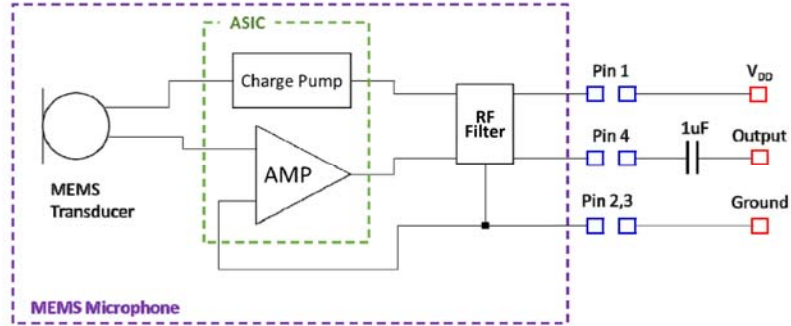 ASIC
Charge Pump
Pin 1
V_DD
RF
Filter
Pin 4
1uF
Output
AMP
MEMS
Transducer
Pin 2,3
Ground
MEMS Microphone